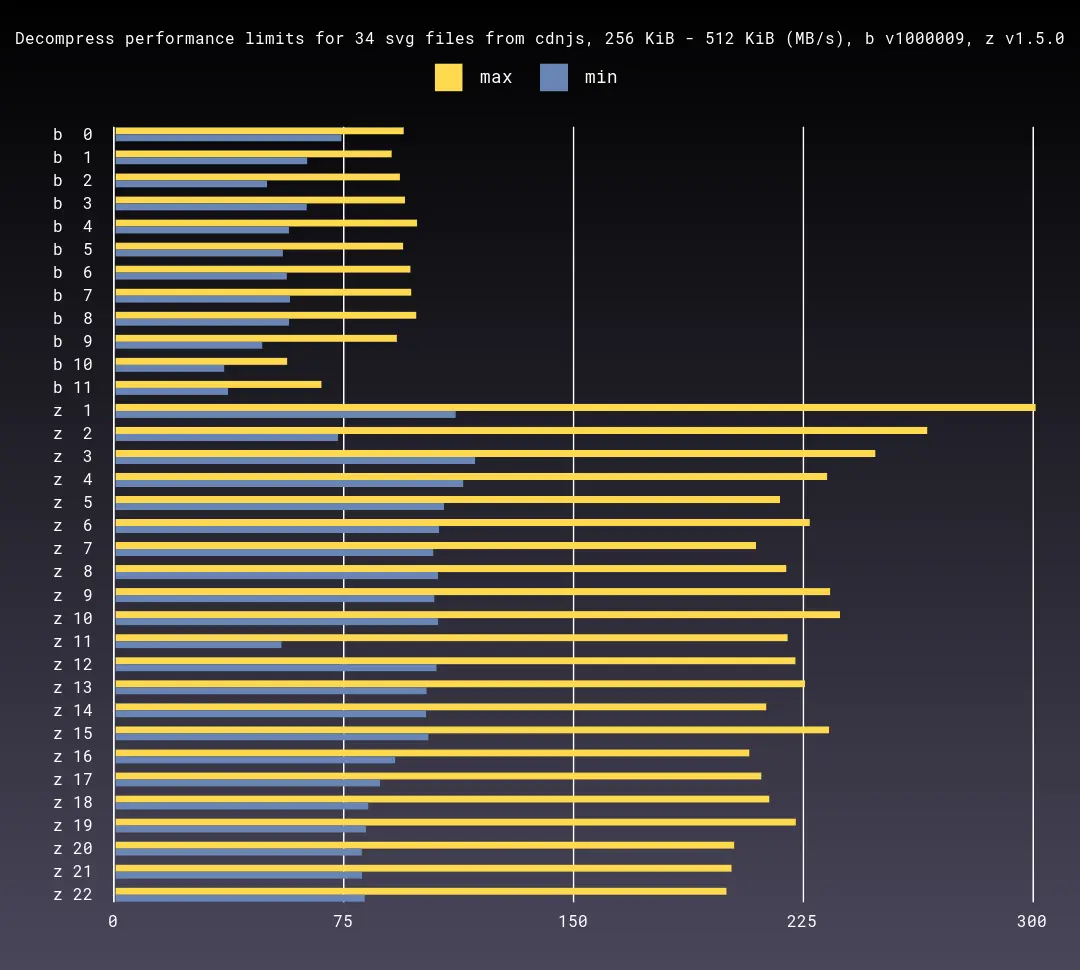 Decompress performance limits for 34 svg files from cdnjs, 256 KiB - 512 KiB (MB/s), b v1000009, z v1.5.0
max min
b 0
b 1
b 2
b 3
b 4
b 5
b 6
b 7
b 8
b 9
b 10
b 11
z 1
z 2
z 3
z 4
z 5
z 6
z 7
z 8
z 9
z 10
z 11
z 12
z 13
z 14
z 15
z 16
z 17
z 18
z 19
z 20
z 21
z 22
0 75 150 225 300